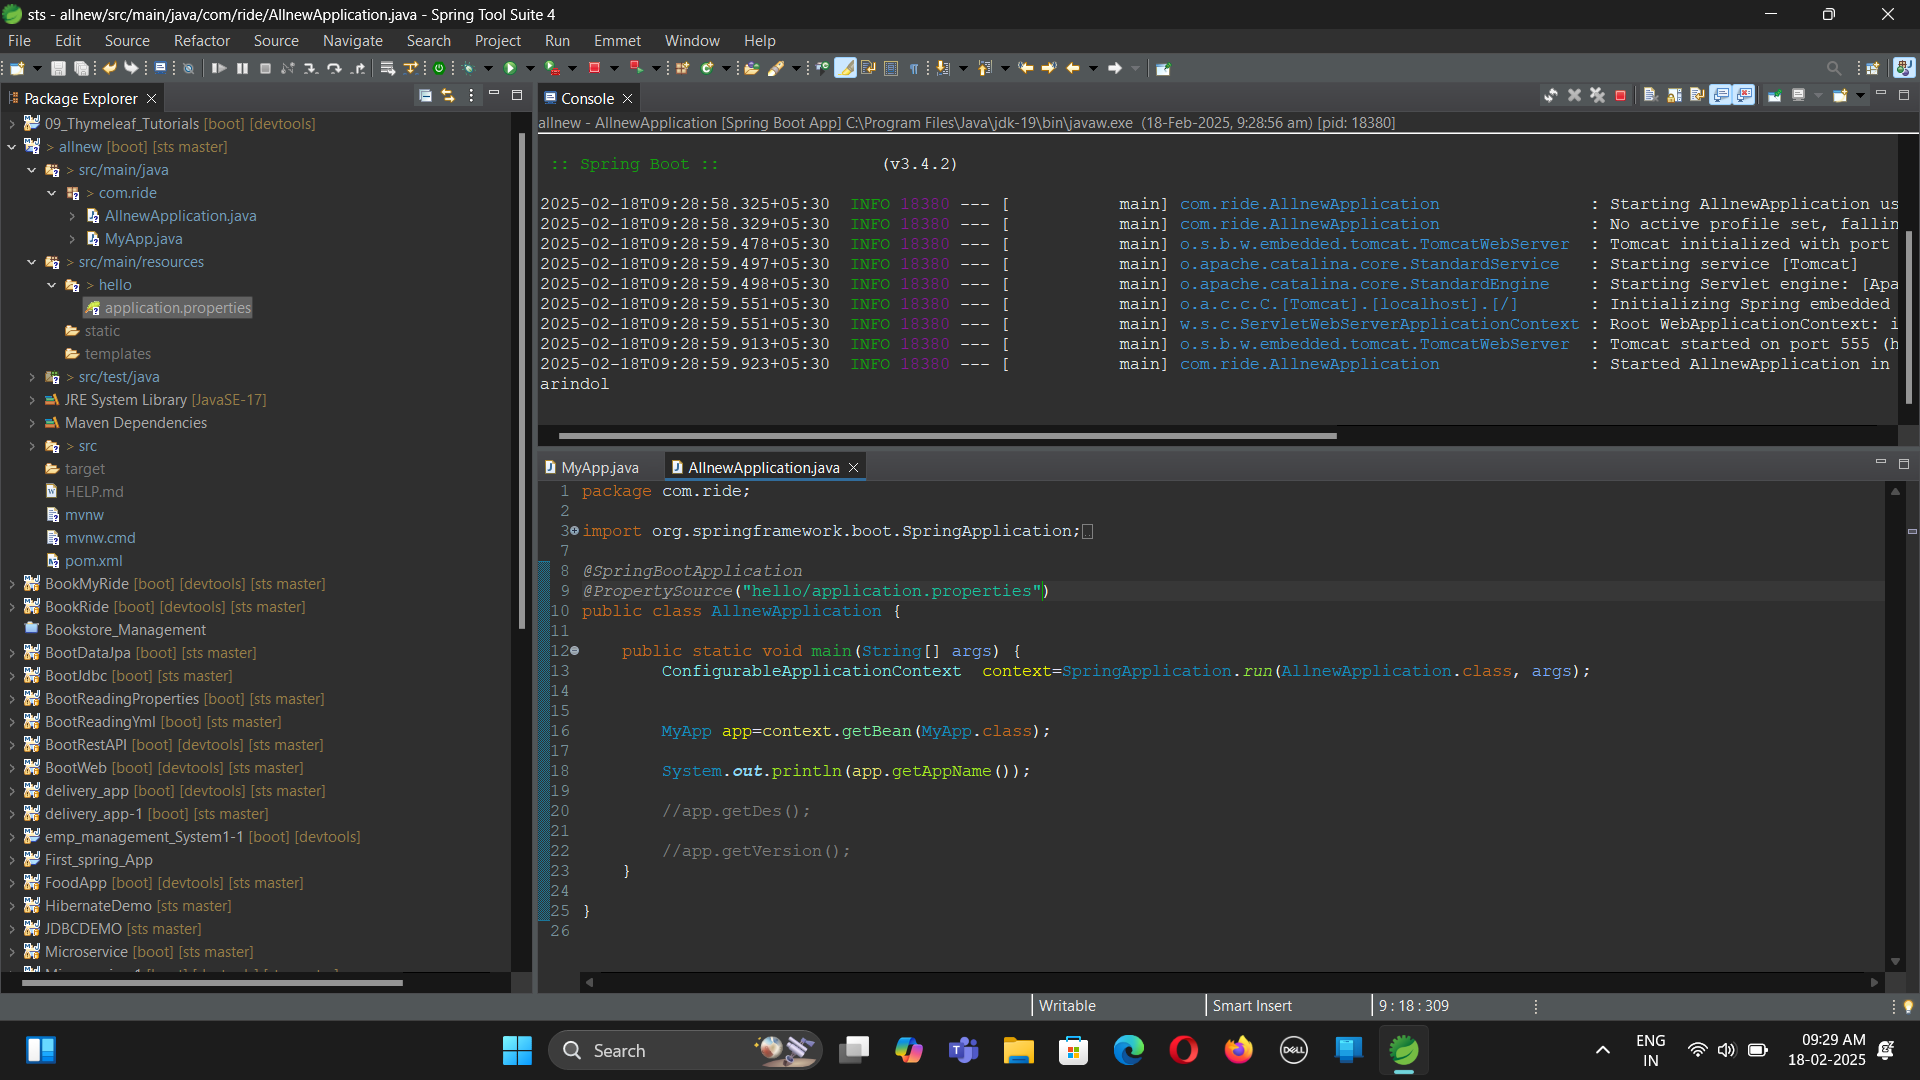 sts - allnew/src/main/java/com/ride/AllnewApplication.java - Spring Tool Suite 4
File Edit Source Refactor Source Navigate Search Project Run Emmet Window Help
Package Explorer
09_Thymeleaf_Tutorials [boot] [devtools]
> allnew [boot] [sts master]
> src/main/java
> com.ride
AllnewApplication.java
MyApp.java
> src/main/resources
> hello
application.properties
static
templates
> src/test/java
JRE System Library [JavaSE-17]
Maven Dependencies
> src
target
HELP.md
mvnw
mvnw.cmd
pom.xml
BookMyRide [boot] [devtools] [sts master]
BookRide [boot] [devtools] [sts master]
Bookstore_Management
BootDataJpa [boot] [sts master]
BootJdbc [boot] [sts master]
BootReadingProperties [boot] [sts master]
BootReadingYml [boot] [sts master]
BootRestAPI [boot] [devtools] [sts master]
BootWeb [boot] [devtools] [sts master]
delivery_app [boot] [devtools] [sts master]
delivery_app-1 [boot] [sts master]
emp_management_System1-1 [boot] [devtools]
First_spring_App
FoodApp [boot] [devtools] [sts master]
HibernateDemo [sts master]
JDBCDEMO [sts master]
Microservice [boot] [sts master]
Console
allnew - AllnewApplication [Spring Boot App] C:\Program Files\Java\jdk-19\bin\javaw.exe (18-Feb-2025, 9:28:56 am) [pid: 18380]
:: Spring Boot :: (v3.4.2)
2025-02-18T09:28:58.325+05:30 INFO 18380 --- [ main] com.ride.AllnewApplication : Starting AllnewApplication us
2025-02-18T09:28:58.329+05:30 INFO 18380 --- [ main] com.ride.AllnewApplication : No active profile set, fallin
2025-02-18T09:28:59.478+05:30 INFO 18380 --- [ main] o.s.b.w.embedded.tomcat.TomcatWebServer : Tomcat initialized with port
2025-02-18T09:28:59.497+05:30 INFO 18380 --- [ main] o.apache.catalina.core.StandardService : Starting service [Tomcat]
2025-02-18T09:28:59.498+05:30 INFO 18380 --- [ main] o.apache.catalina.core.StandardEngine : Starting Servlet engine: [Apa
2025-02-18T09:28:59.551+05:30 INFO 18380 --- [ main] o.a.c.c.C.[Tomcat].[localhost].[/] : Initializing Spring embedded
2025-02-18T09:28:59.551+05:30 INFO 18380 --- [ main] w.s.c.ServletWebServerApplicationContext : Root WebApplicationContext: i
2025-02-18T09:28:59.913+05:30 INFO 18380 --- [ main] o.s.b.w.embedded.tomcat.TomcatWebServer : Tomcat started on port 555 (h
2025-02-18T09:28:59.923+05:30 INFO 18380 --- [ main] com.ride.AllnewApplication : Started AllnewApplication in
arindol
MyApp.java AllnewApplication.java
1 package com.ride;
2
3 import org.springframework.boot.SpringApplication;
7
8 @SpringBootApplication
9 @PropertySource("hello/application.properties")
10 public class AllnewApplication {
11
12 public static void main(String[] args) {
13 ConfigurableApplicationContext context=SpringApplication.run(AllnewApplication.class, args);
14
15
16 MyApp app=context.getBean(MyApp.class);
17
18 System.out.println(app.getAppName());
19
20 //app.getDes();
21
22 //app.getVersion();
23 }
24
25 }
26
Writable Smart Insert 9 : 18 : 309
Search
DELL
ENG
IN
09:29 AM
18-02-2025